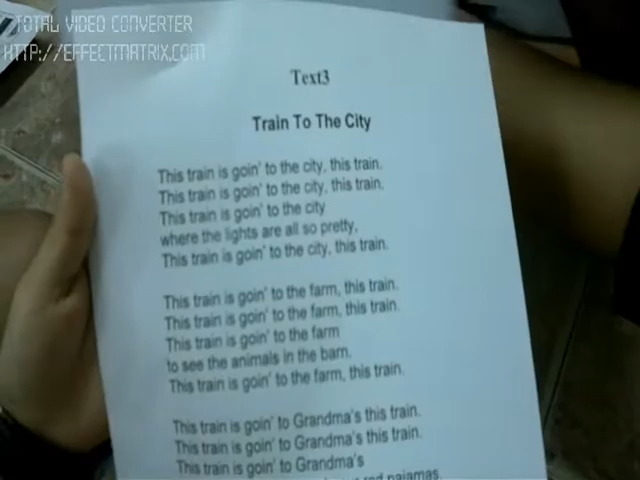 TOTAL VIDEO CONVERTER
HTTP://EFFECTMATRIX.COM
Text3
Train To The City
This train is goin' to the city, this train.
This train is goin' to the city, this train.
This train is goin' to the city
where the lights are all so pretty,
This train is goin' to the city, this train.
This train is goin' to the farm, this train.
This train is goin' to the farm, this train.
This train is goin' to the farm
to see the animals in the barn.
This train is goin' to the farm, this train.
This train is goin' to Grandma's this train.
This train is goin' to Grandma's this train.
This train is goin' to Grandma's
red pajamas.